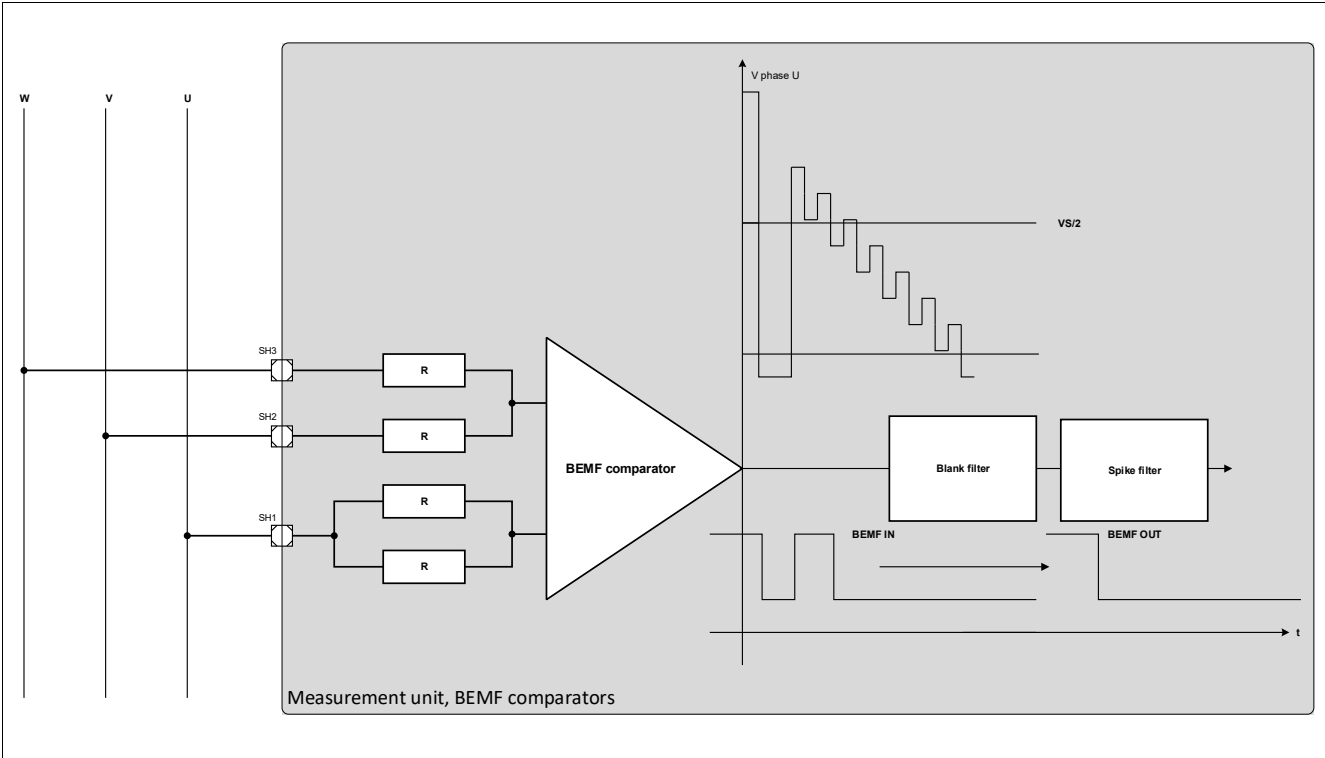 V phase U
W
V
U
VS/2
SH3
R
SH2
R
BEMF comparator
Blank filter
Spike filter
R
SH1
BEMF IN
BEMF OUT
R
t
Measurement unit, BEMF comparators